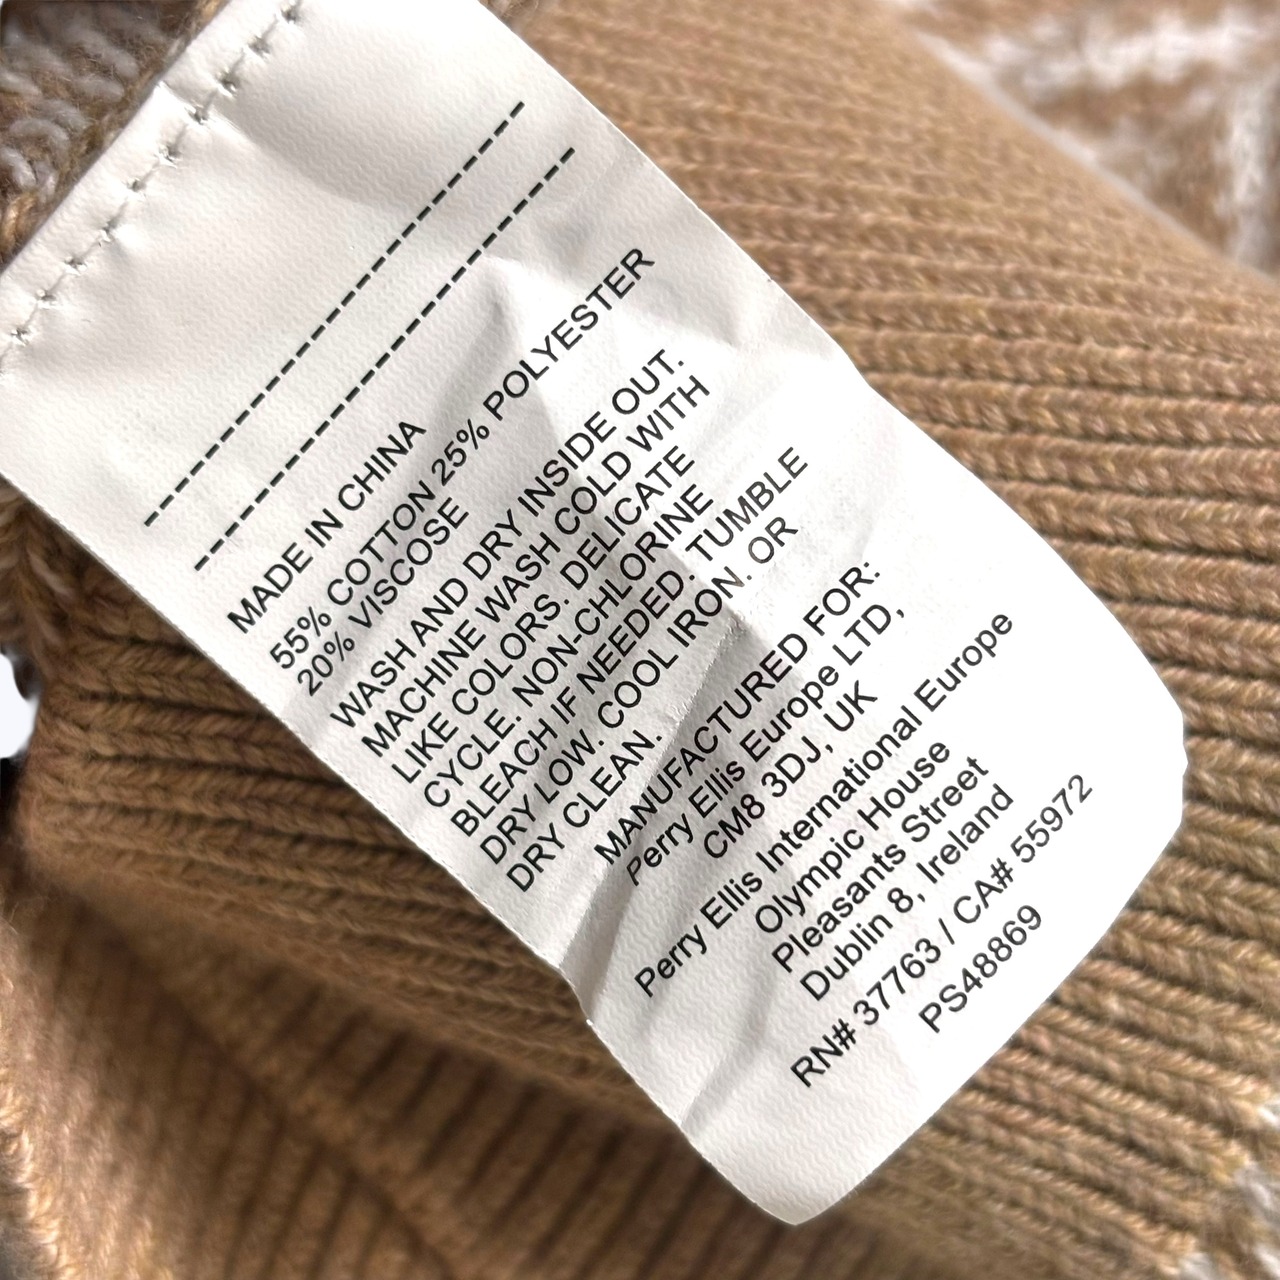 MADE IN CHINA
55% COTTON 25% POLYESTER
20% VISCOSE
WASH AND DRY INSIDE OUT.
MACHINE WASH COLD WITH
LIKE COLORS. DELICATE
CYCLE. NON-CHLORINE
BLEACH IF NEEDED. TUMBLE
DRY LOW. COOL IRON. OR
DRY CLEAN.
MANUFACTURED FOR:
Perry Ellis Europe LTD,
CM8 3DJ, UK
Perry Ellis International Europe
Olympic House
Pleasants Street
Dublin 8, Ireland
RN# 37763 / CA# 55972
PS48869